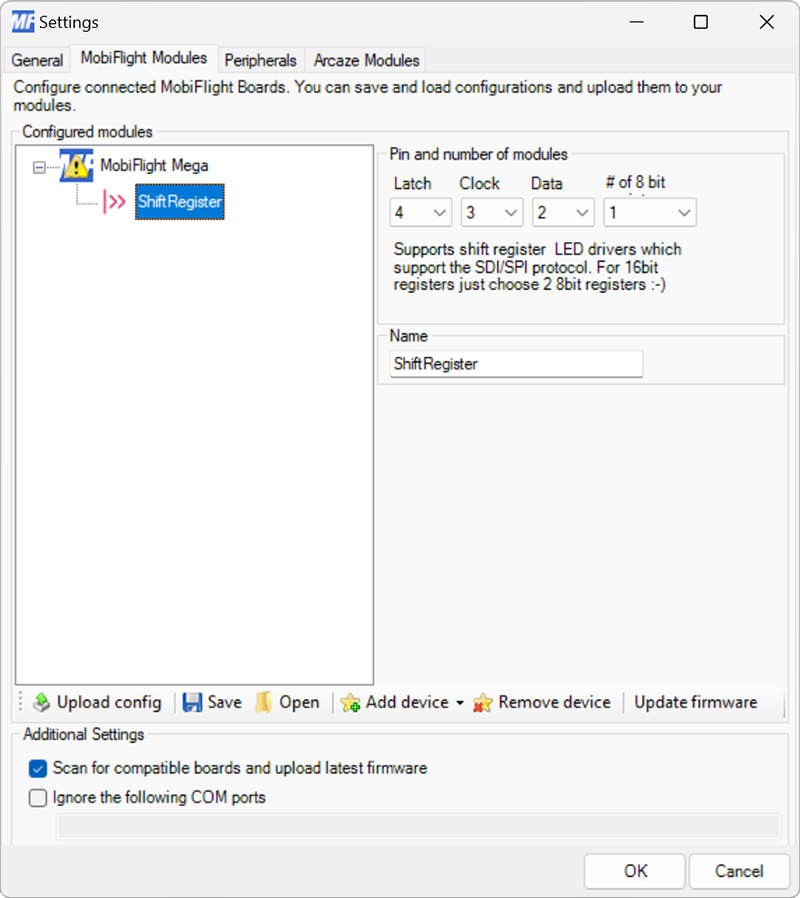 MF Settings
General MobiFlight Modules Peripherals Arcaze Modules
Configure connected MobiFlight Boards. You can save and load configurations and upload them to your
modules.
Configured modules
MobiFlight Mega
ShiftRegister
Pin and number of modules
Latch Clock Data # of 8 bit
4 3 2 1
Supports shift register LED drivers which
support the SDI/SPI protocol. For 16bit
registers just choose 2 8bit registers :-)
Name
ShiftRegister
Upload config Save Open Add device Remove device Update firmware
Additional Settings
Scan for compatible boards and upload latest firmware
Ignore the following COM ports
OK Cancel